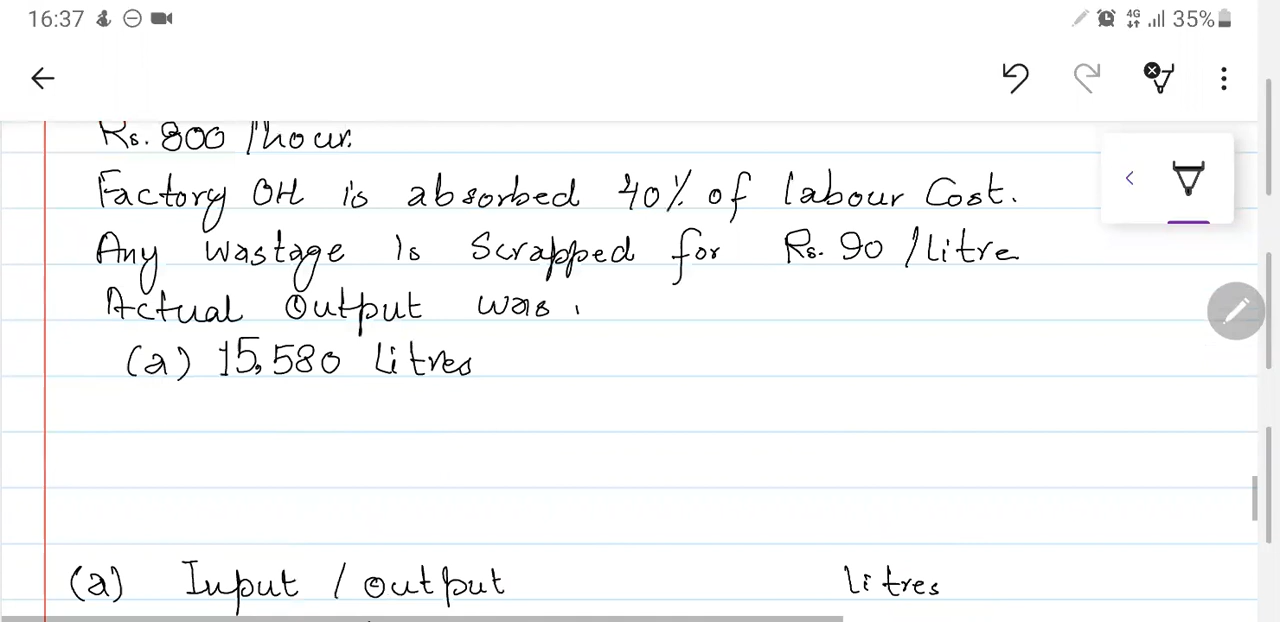 16:37 4G 35%
Rs. 800 /hour.
Factory OH is absorbed 40% of labour Cost.
Any wastage is Scrapped for Rs. 90 /litre
Actual Output was.
(a) 15,580 litres
(a) Input / output litres